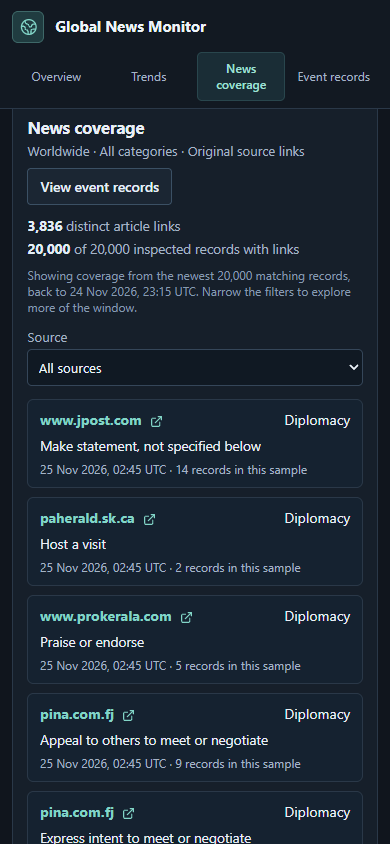 Global News Monitor
Overview
Trends
News coverage
Event records
News coverage
Worldwide · All categories · Original source links
View event records
3,836 distinct article links
20,000 of 20,000 inspected records with links
Showing coverage from the newest 20,000 matching records,
back to 24 Nov 2026, 23:15 UTC. Narrow the filters to explore
more of the window.
Source
All sources
www.jpost.com Diplomacy
Make statement, not specified below
25 Nov 2026, 02:45 UTC · 14 records in this sample
paherald.sk.ca Diplomacy
Host a visit
25 Nov 2026, 02:45 UTC · 2 records in this sample
www.prokerala.com Diplomacy
Praise or endorse
25 Nov 2026, 02:45 UTC · 5 records in this sample
pina.com.fj Diplomacy
Appeal to others to meet or negotiate
25 Nov 2026, 02:45 UTC · 9 records in this sample
pina.com.fj Diplomacy
Express intent to meet or negotiate